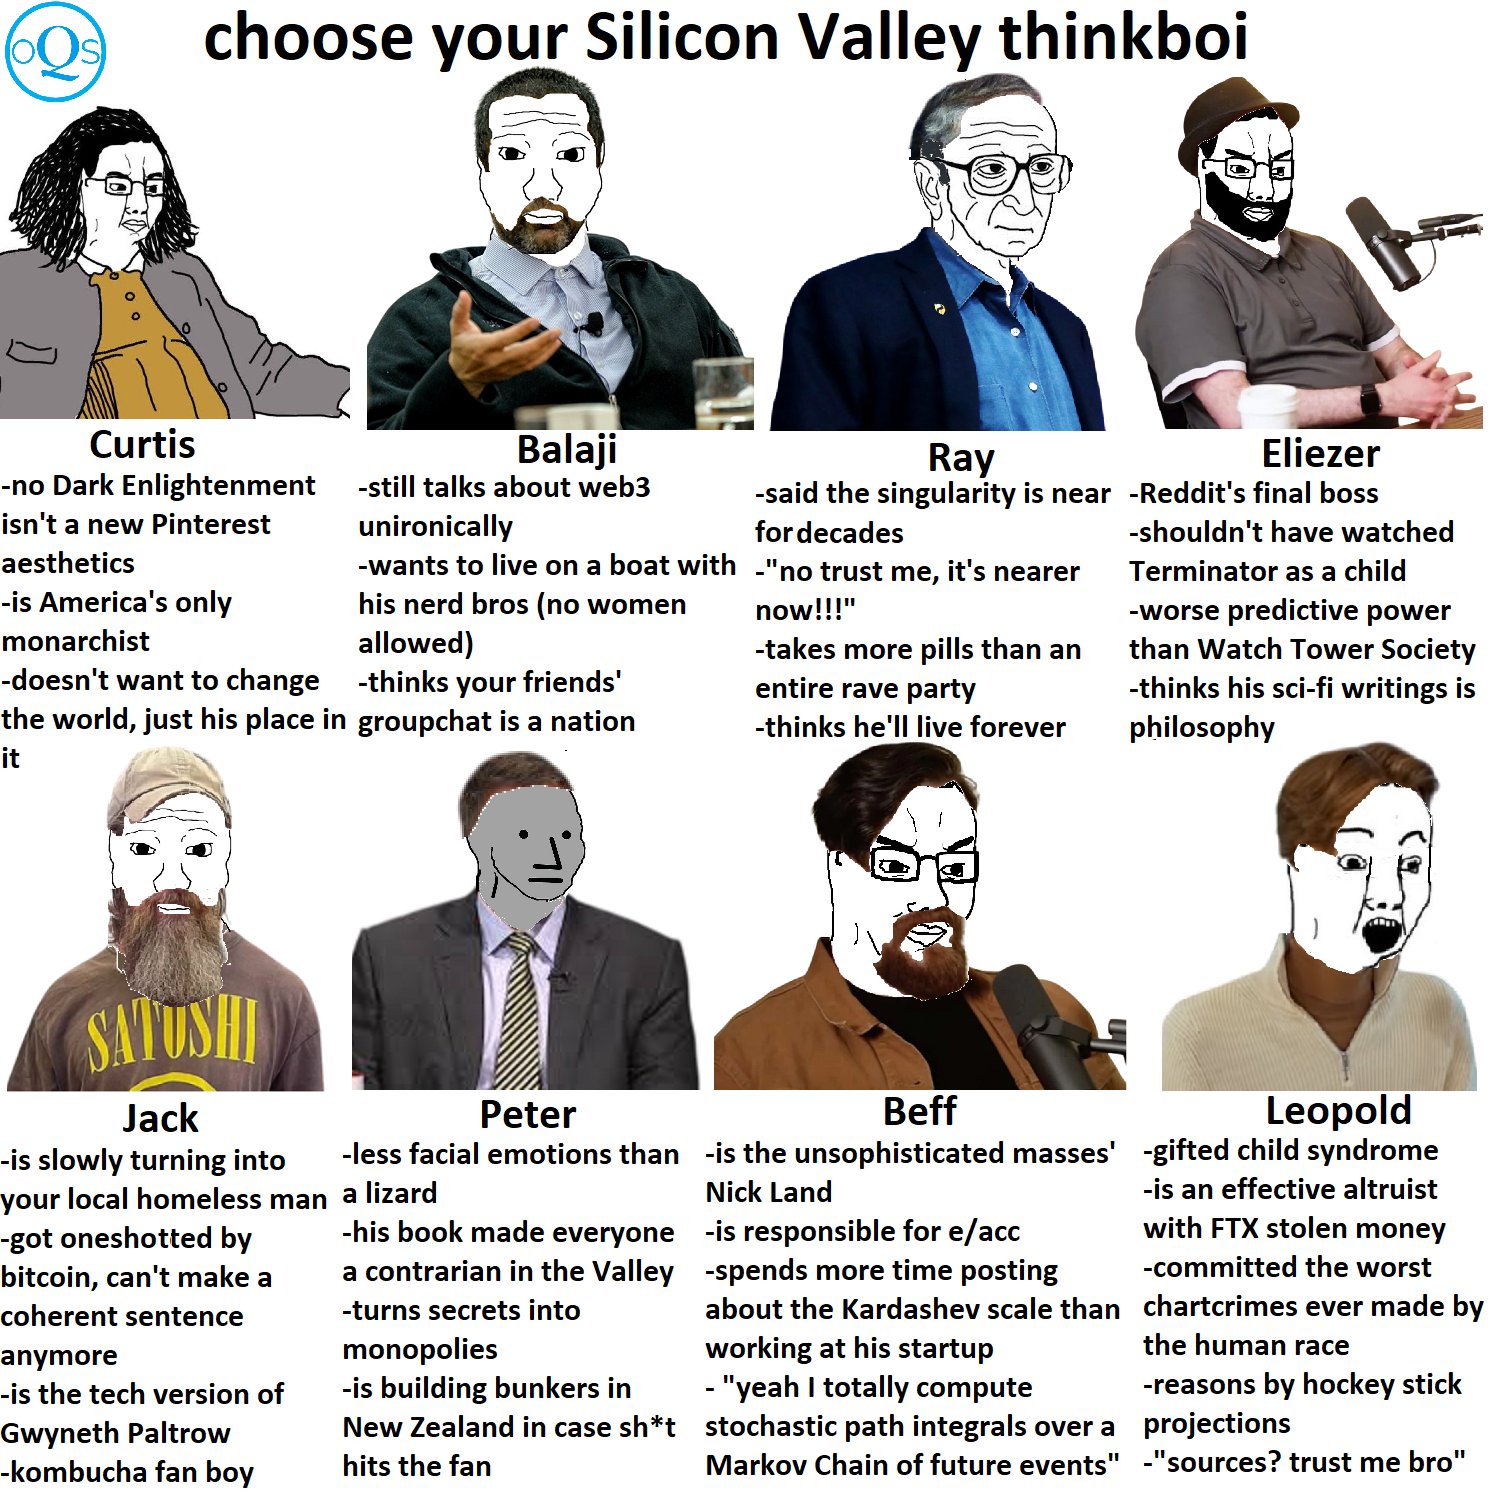 oQs
choose your Silicon Valley thinkboi
Curtis
-no Dark Enlightenment
isn't a new Pinterest
aesthetics
-is America's only
monarchist
-doesn't want to change
the world, just his place in
it
Balaji
-still talks about web3
unironically
-wants to live on a boat with
his nerd bros (no women
allowed)
-thinks your friends'
groupchat is a nation
Ray
-said the singularity is near
for decades
-"no trust me, it's nearer
now!!!"
-takes more pills than an
entire rave party
-thinks he'll live forever
Eliezer
-Reddit's final boss
-shouldn't have watched
Terminator as a child
-worse predictive power
than Watch Tower Society
-thinks his sci-fi writings is
philosophy
SATOSHI
Jack
-is slowly turning into
your local homeless man
-got oneshotted by
bitcoin, can't make a
coherent sentence
anymore
-is the tech version of
Gwyneth Paltrow
-kombucha fan boy
Peter
-less facial emotions than
a lizard
-his book made everyone
a contrarian in the Valley
-turns secrets into
monopolies
-is building bunkers in
New Zealand in case sh*t
hits the fan
Beff
-is the unsophisticated masses'
Nick Land
-is responsible for e/acc
-spends more time posting
about the Kardashev scale than
working at his startup
- "yeah I totally compute
stochastic path integrals over a
Markov Chain of future events"
Leopold
-gifted child syndrome
-is an effective altruist
with FTX stolen money
-committed the worst
chartcrimes ever made by
the human race
-reasons by hockey stick
projections
-"sources? trust me bro"